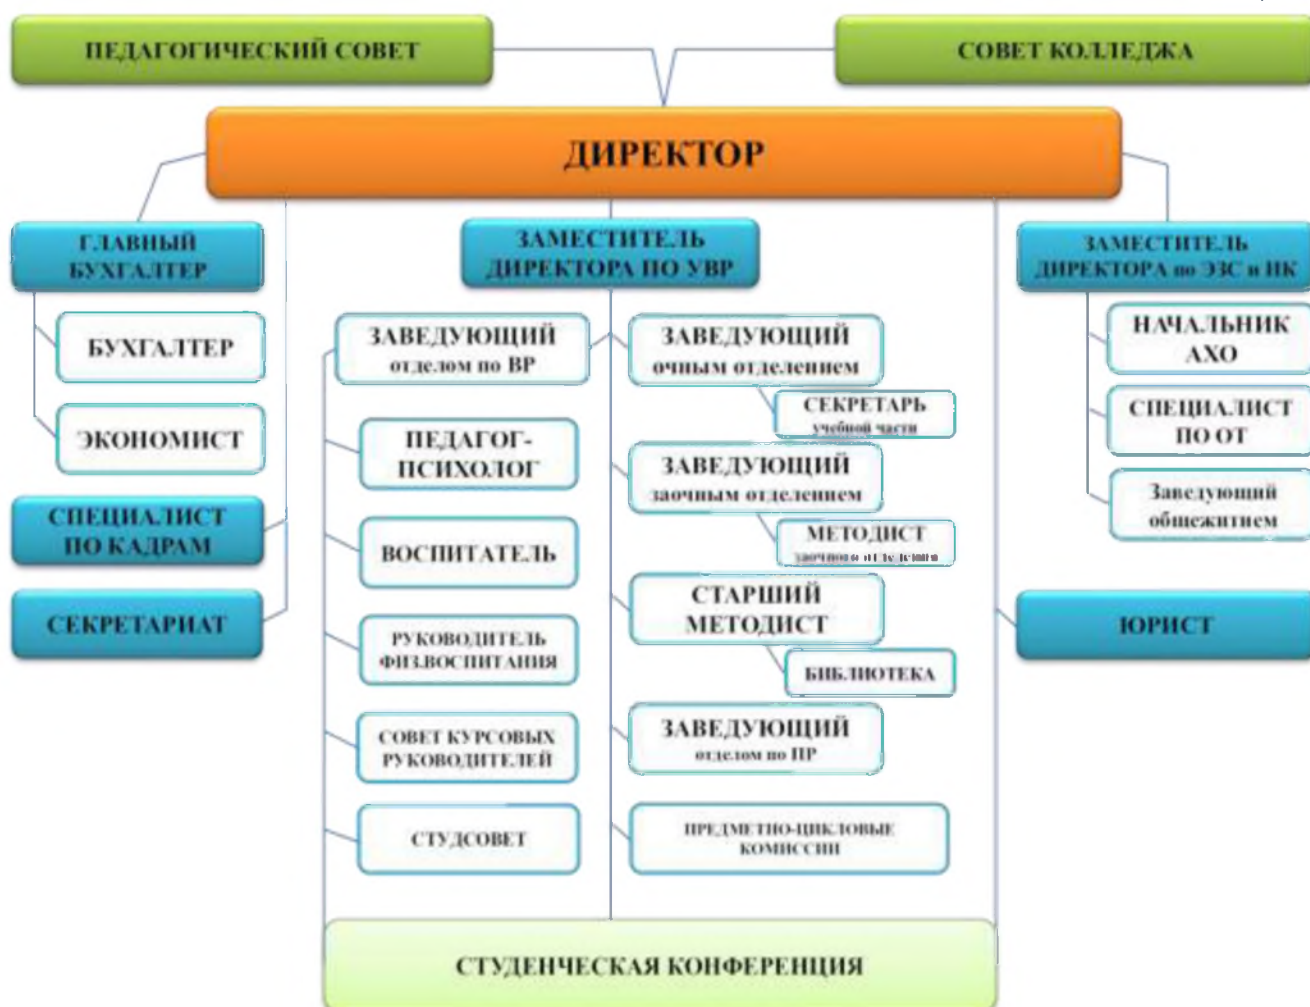 ПЕДАГОГИЧЕСКИЙ СОВЕТ
СОВЕТ КОЛЛЕДЖА
ДИРЕКТОР
ГЛАВНЫЙ
БУХГАЛТЕР
БУХГАЛТЕР
ЭКОНОМИСТ
СПЕЦИАЛИСТ
ПО КАДРАМ
СЕКРЕТАРИАТ
ЗАМЕСТИТЕЛЬ
ДИРЕКТОРА ПО УВР
ЗАВЕДУЮЩИЙ
отделом по ВР
ПЕДАГОГ-
ПСИХОЛОГ
ВОСПИТАТЕЛЬ
РУКОВОДИТЕЛЬ
ФИЗ.ВОСПИТАНИЯ
СОВЕТ КУРСОВЫХ
РУКОВОДИТЕЛЕЙ
СТУДСОВЕТ
ЗАВЕДУЮЩИЙ
очным отделением
СЕКРЕТАРЬ
учебной части
ЗАВЕДУЮЩИЙ
заочным отделением
МЕТОДИСТ
СТАРШИЙ
МЕТОДИСТ
БИБЛИОТЕКА
ЗАВЕДУЮЩИЙ
отделом по ПР
ПРЕДМЕТНО-ЦИКЛОВЫЕ
КОМИССИИ
ЗАМЕСТИТЕЛЬ
ДИРЕКТОРА по ЭЗС и ИК
НАЧАЛЬНИК
АХО
СПЕЦИАЛИСТ
ПО ОТ
Заведующий
общежитием
ЮРИСТ
СТУДЕНЧЕСКАЯ КОНФЕРЕНЦИЯ